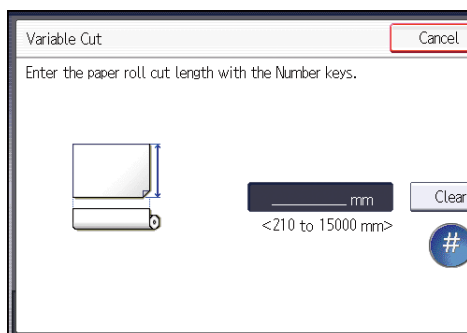 Variable Cut
Cancel
Enter the paper roll cut length with the Number keys.
________ mm
Clear
<210 to 15000 mm>
#